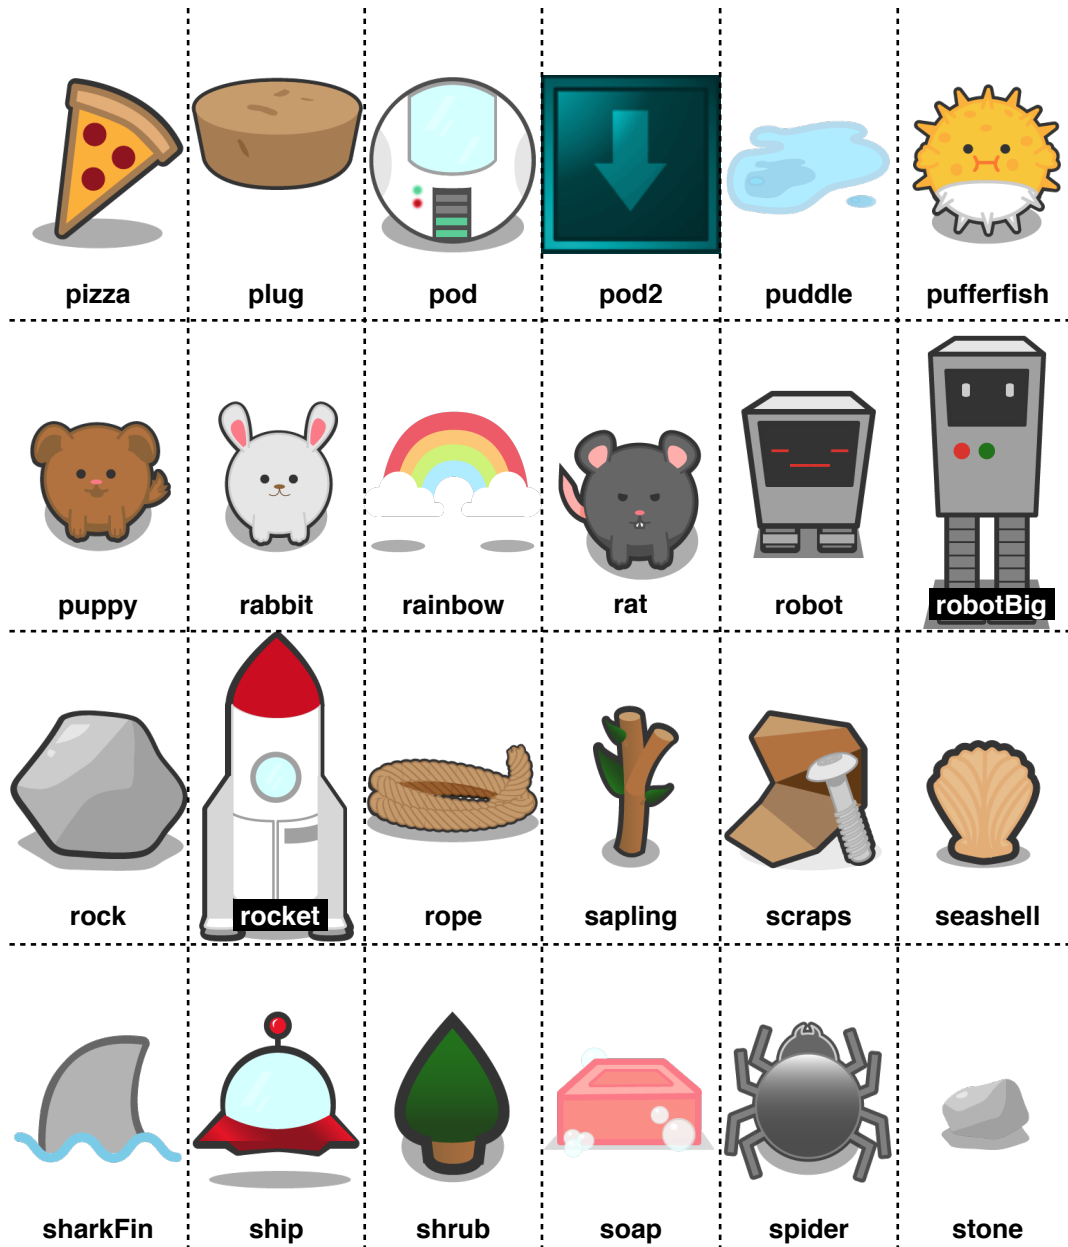 pizza plug pod pod2 puddle pufferfish
puppy rabbit rainbow rat robot robotBig
rock rocket rope sapling scraps seashell
sharkFin ship shrub soap spider stone